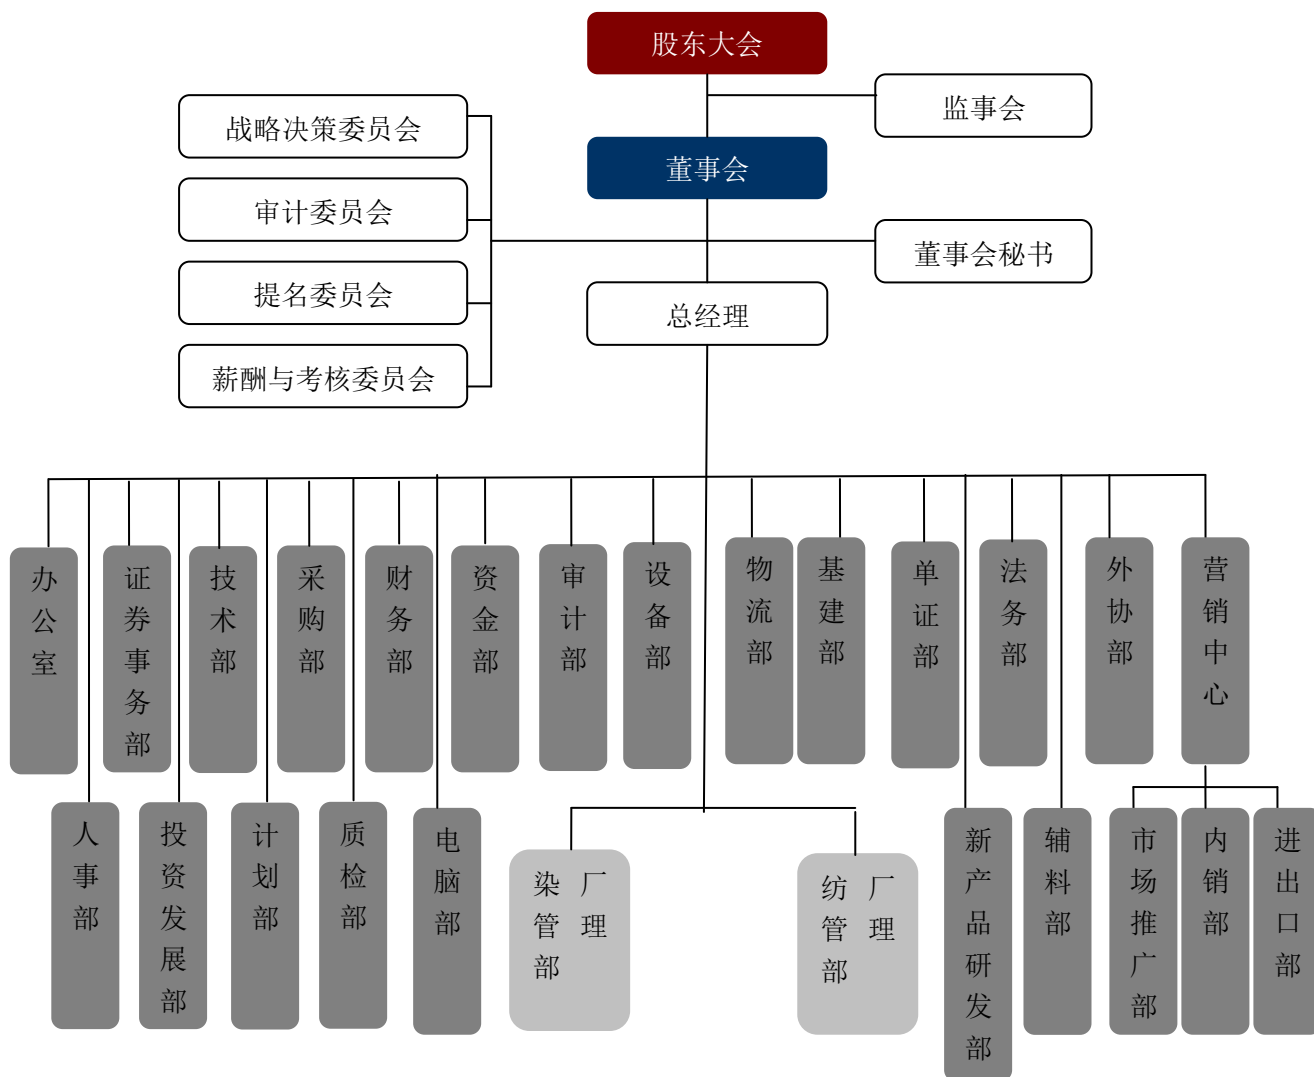 股东大会
监事会
战略决策委员会
董事会
审计委员会
董事会秘书
提名委员会
总经理
薪酬与考核委员会
办公室
证券事务部
技术部
采购部
财务部
资金部
审计部
设备部
物流部
基建部
单证部
法务部
外协部
营销中心
人事部
投资发展部
计划部
质检部
电脑部
染厂管理部
纺厂管理部
新产品研发部
辅料部
市场推广部
内销部
进出口部